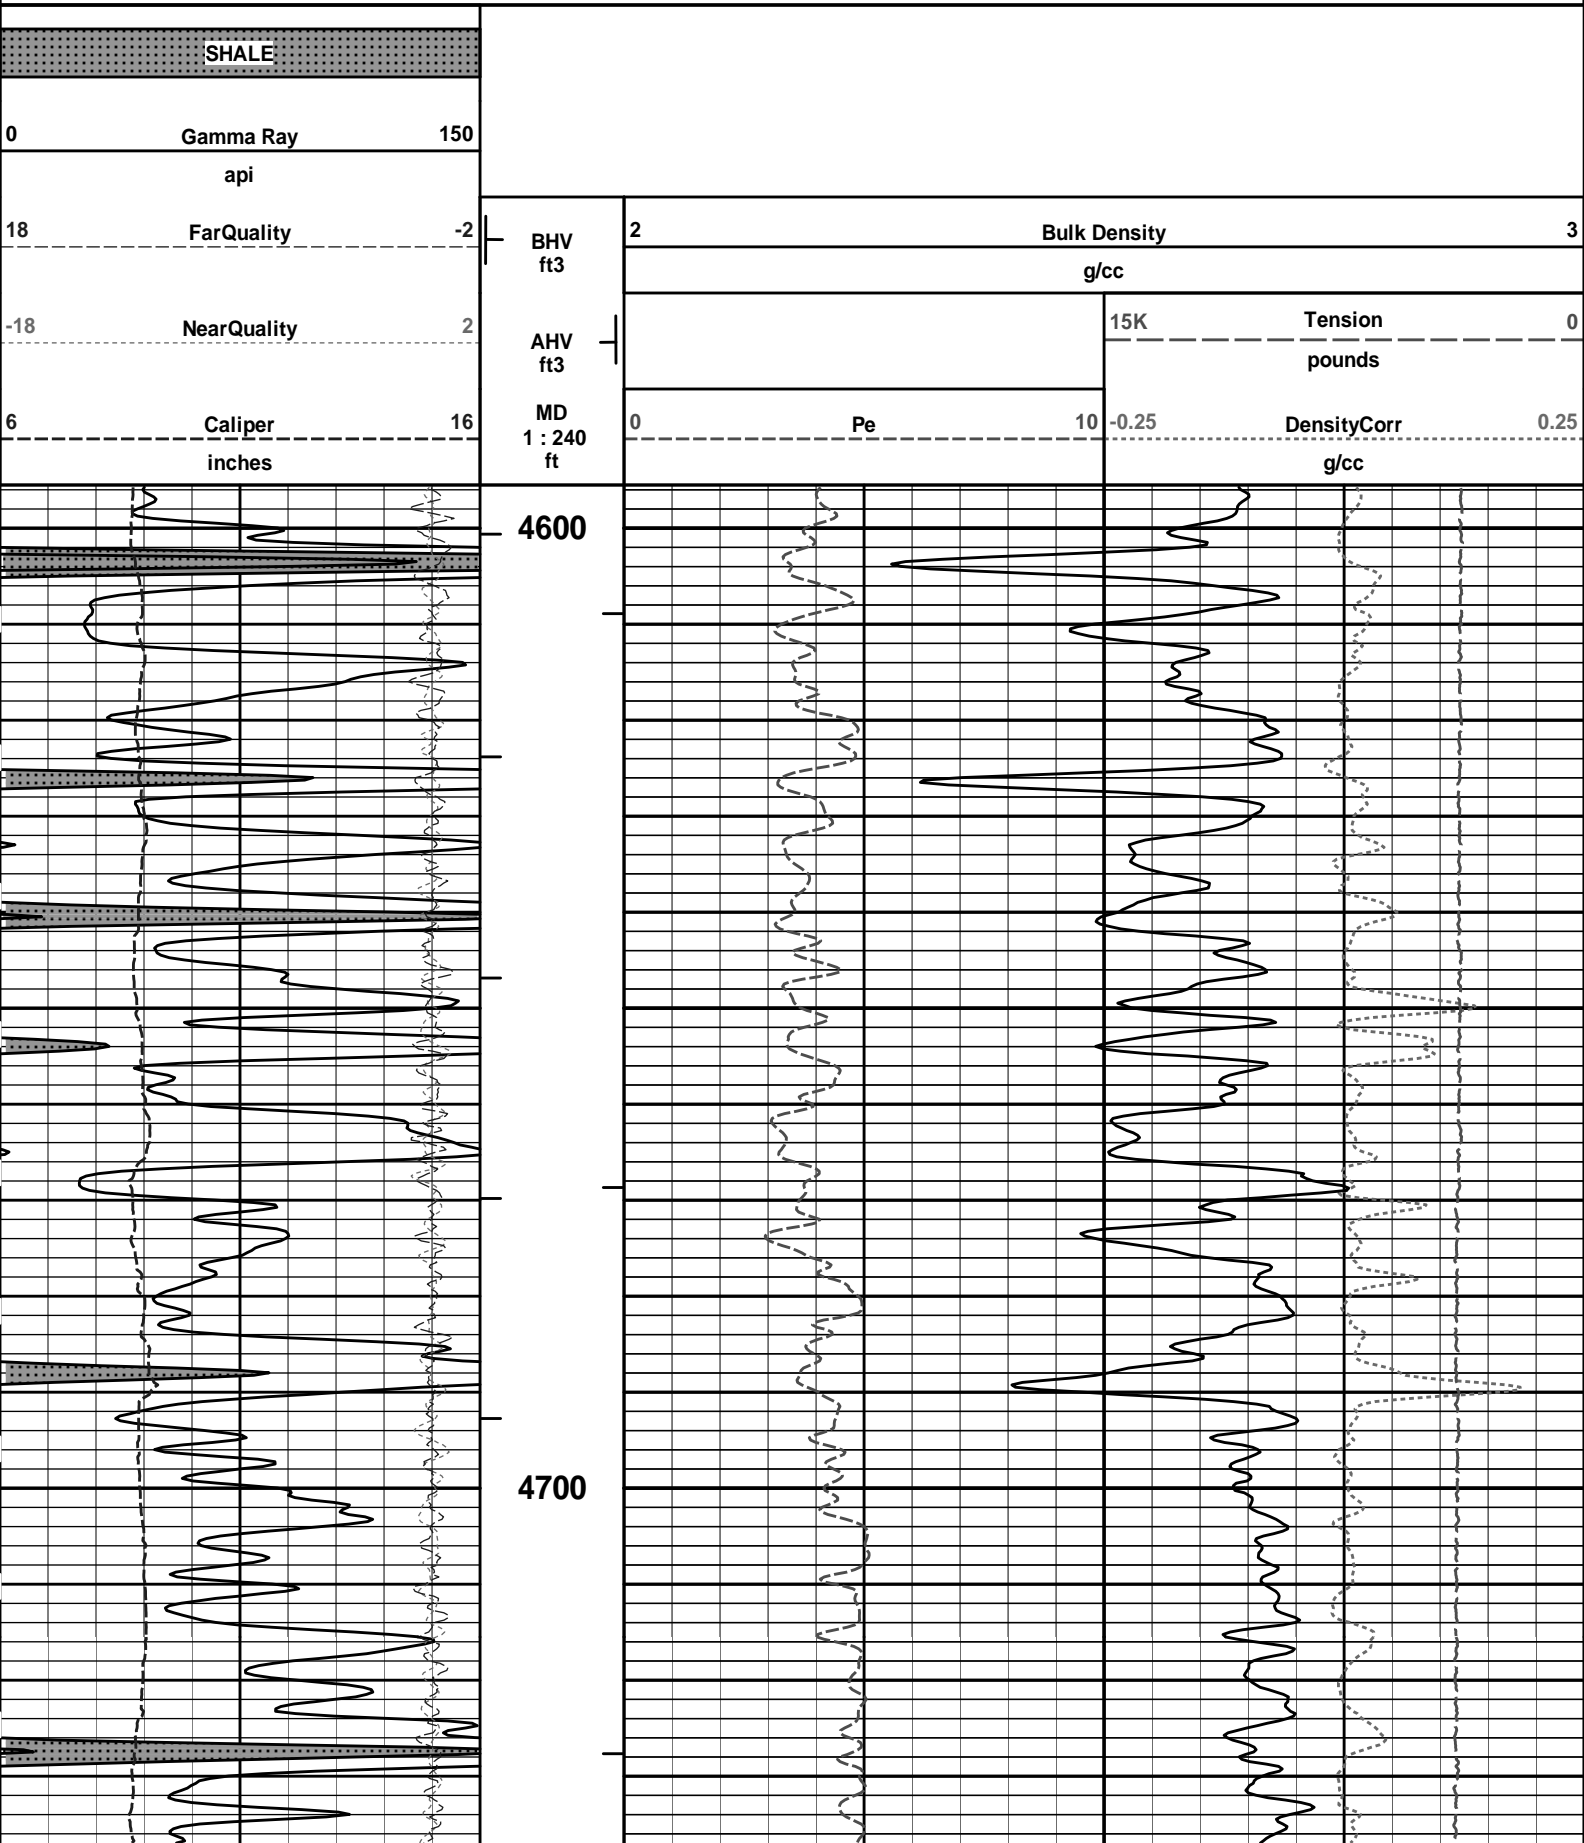 SHALE
0 Gamma Ray 150
api
18 FarQuality -2
-18 NearQuality 2
6 Caliper 16
inches
BHV
ft3
AHV
ft3
MD
1 : 240
ft
2 Bulk Density 3
g/cc
15K Tension 0
pounds
0 Pe 10
-0.25 DensityCorr 0.25
g/cc
4600
4700